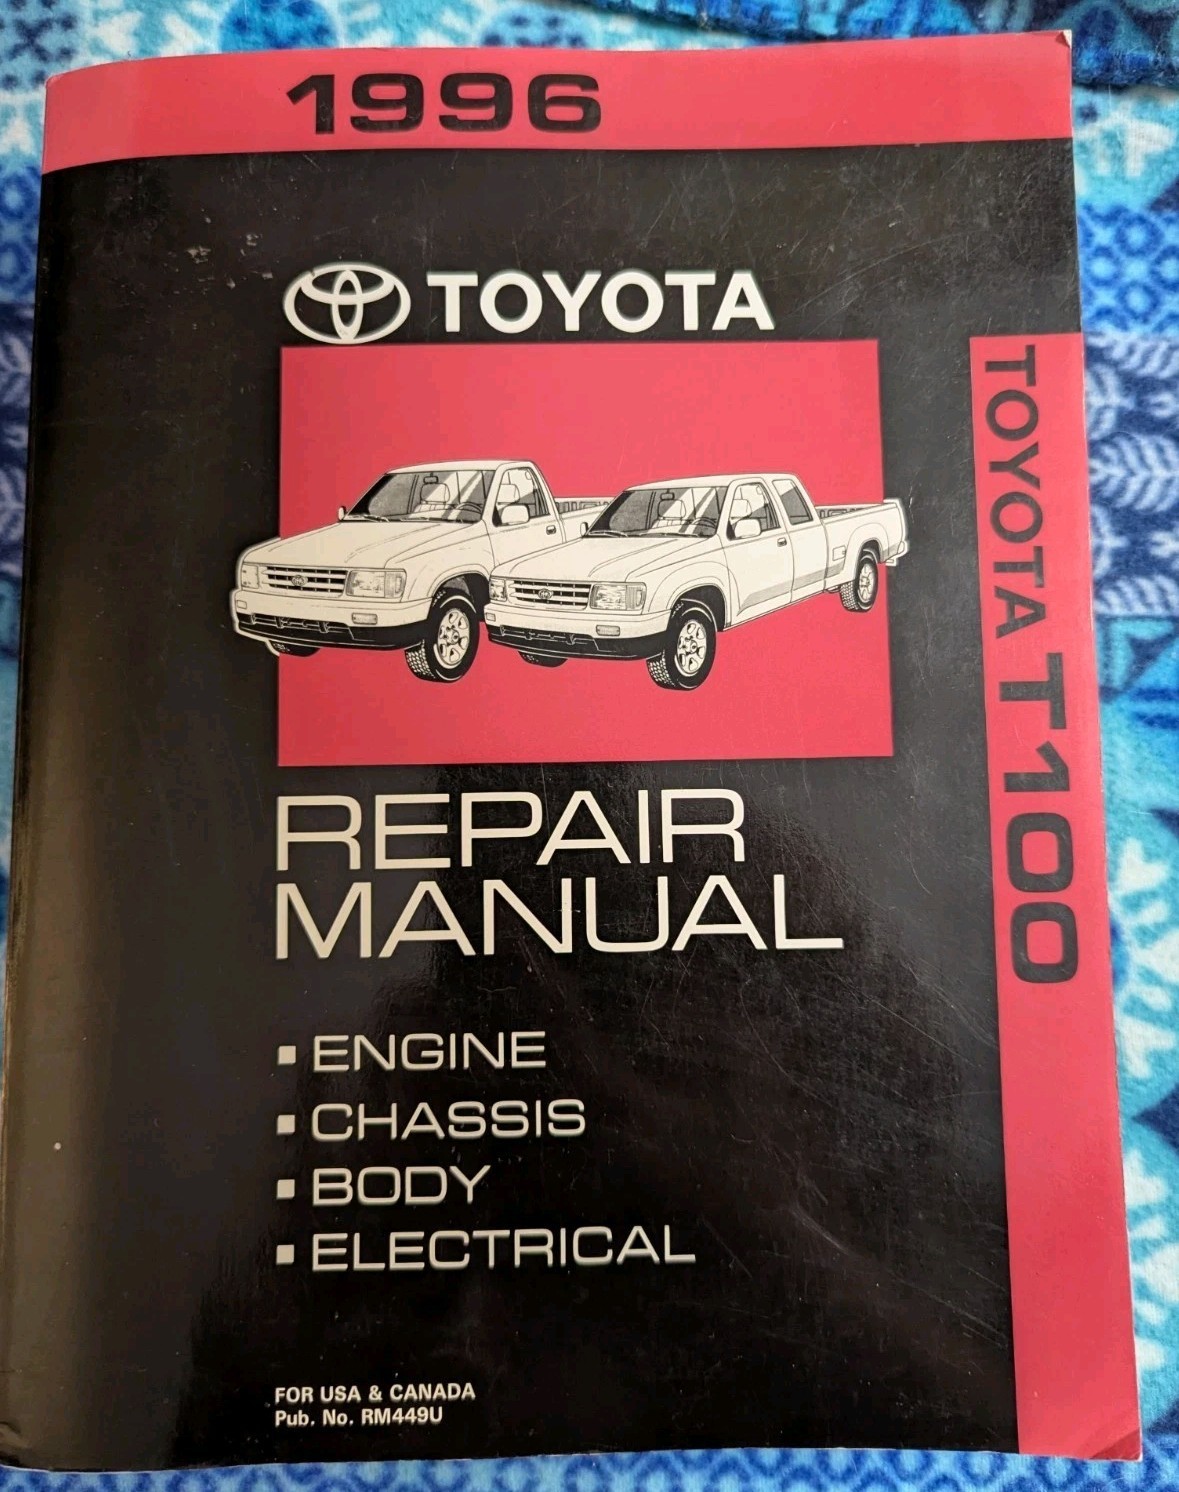 1996
TOYOTA
TOYOTA T100
REPAIR
MANUAL
▪ ENGINE
▪ CHASSIS
▪ BODY
▪ ELECTRICAL
FOR USA & CANADA
Pub. No. RM449U